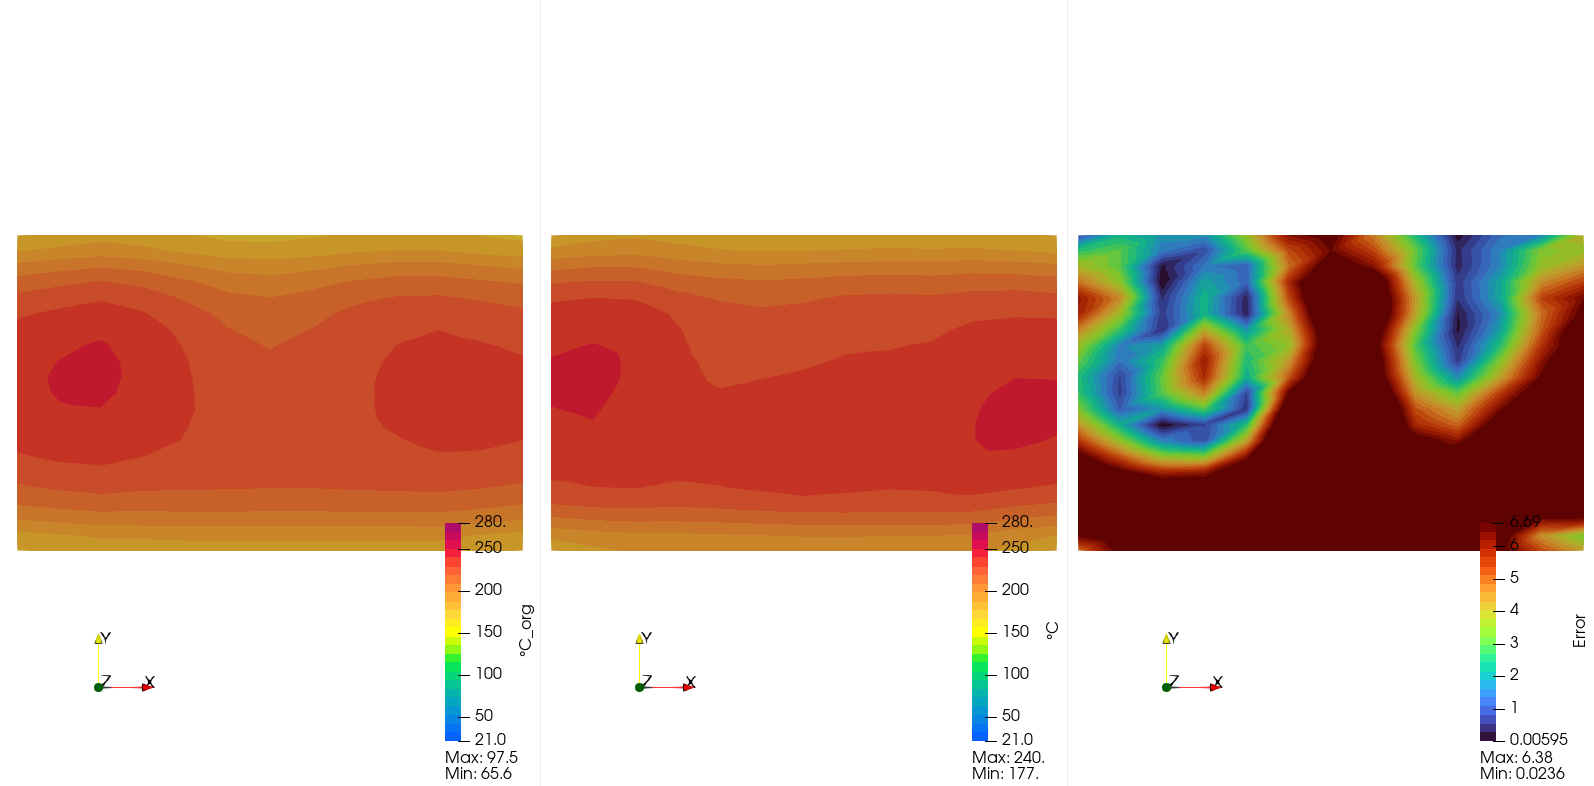 280.
250
200
150
100
50
21.0
°C_org
Max: 97.5
Min: 65.6
Y
Z
X
280.
250
200
150
100
50
21.0
°C
Max: 240.
Min: 177.
Y
Z
X
6.69
6
5
4
3
2
1
0.00595
Error
Max: 6.38
Min: 0.0236
Y
Z
X